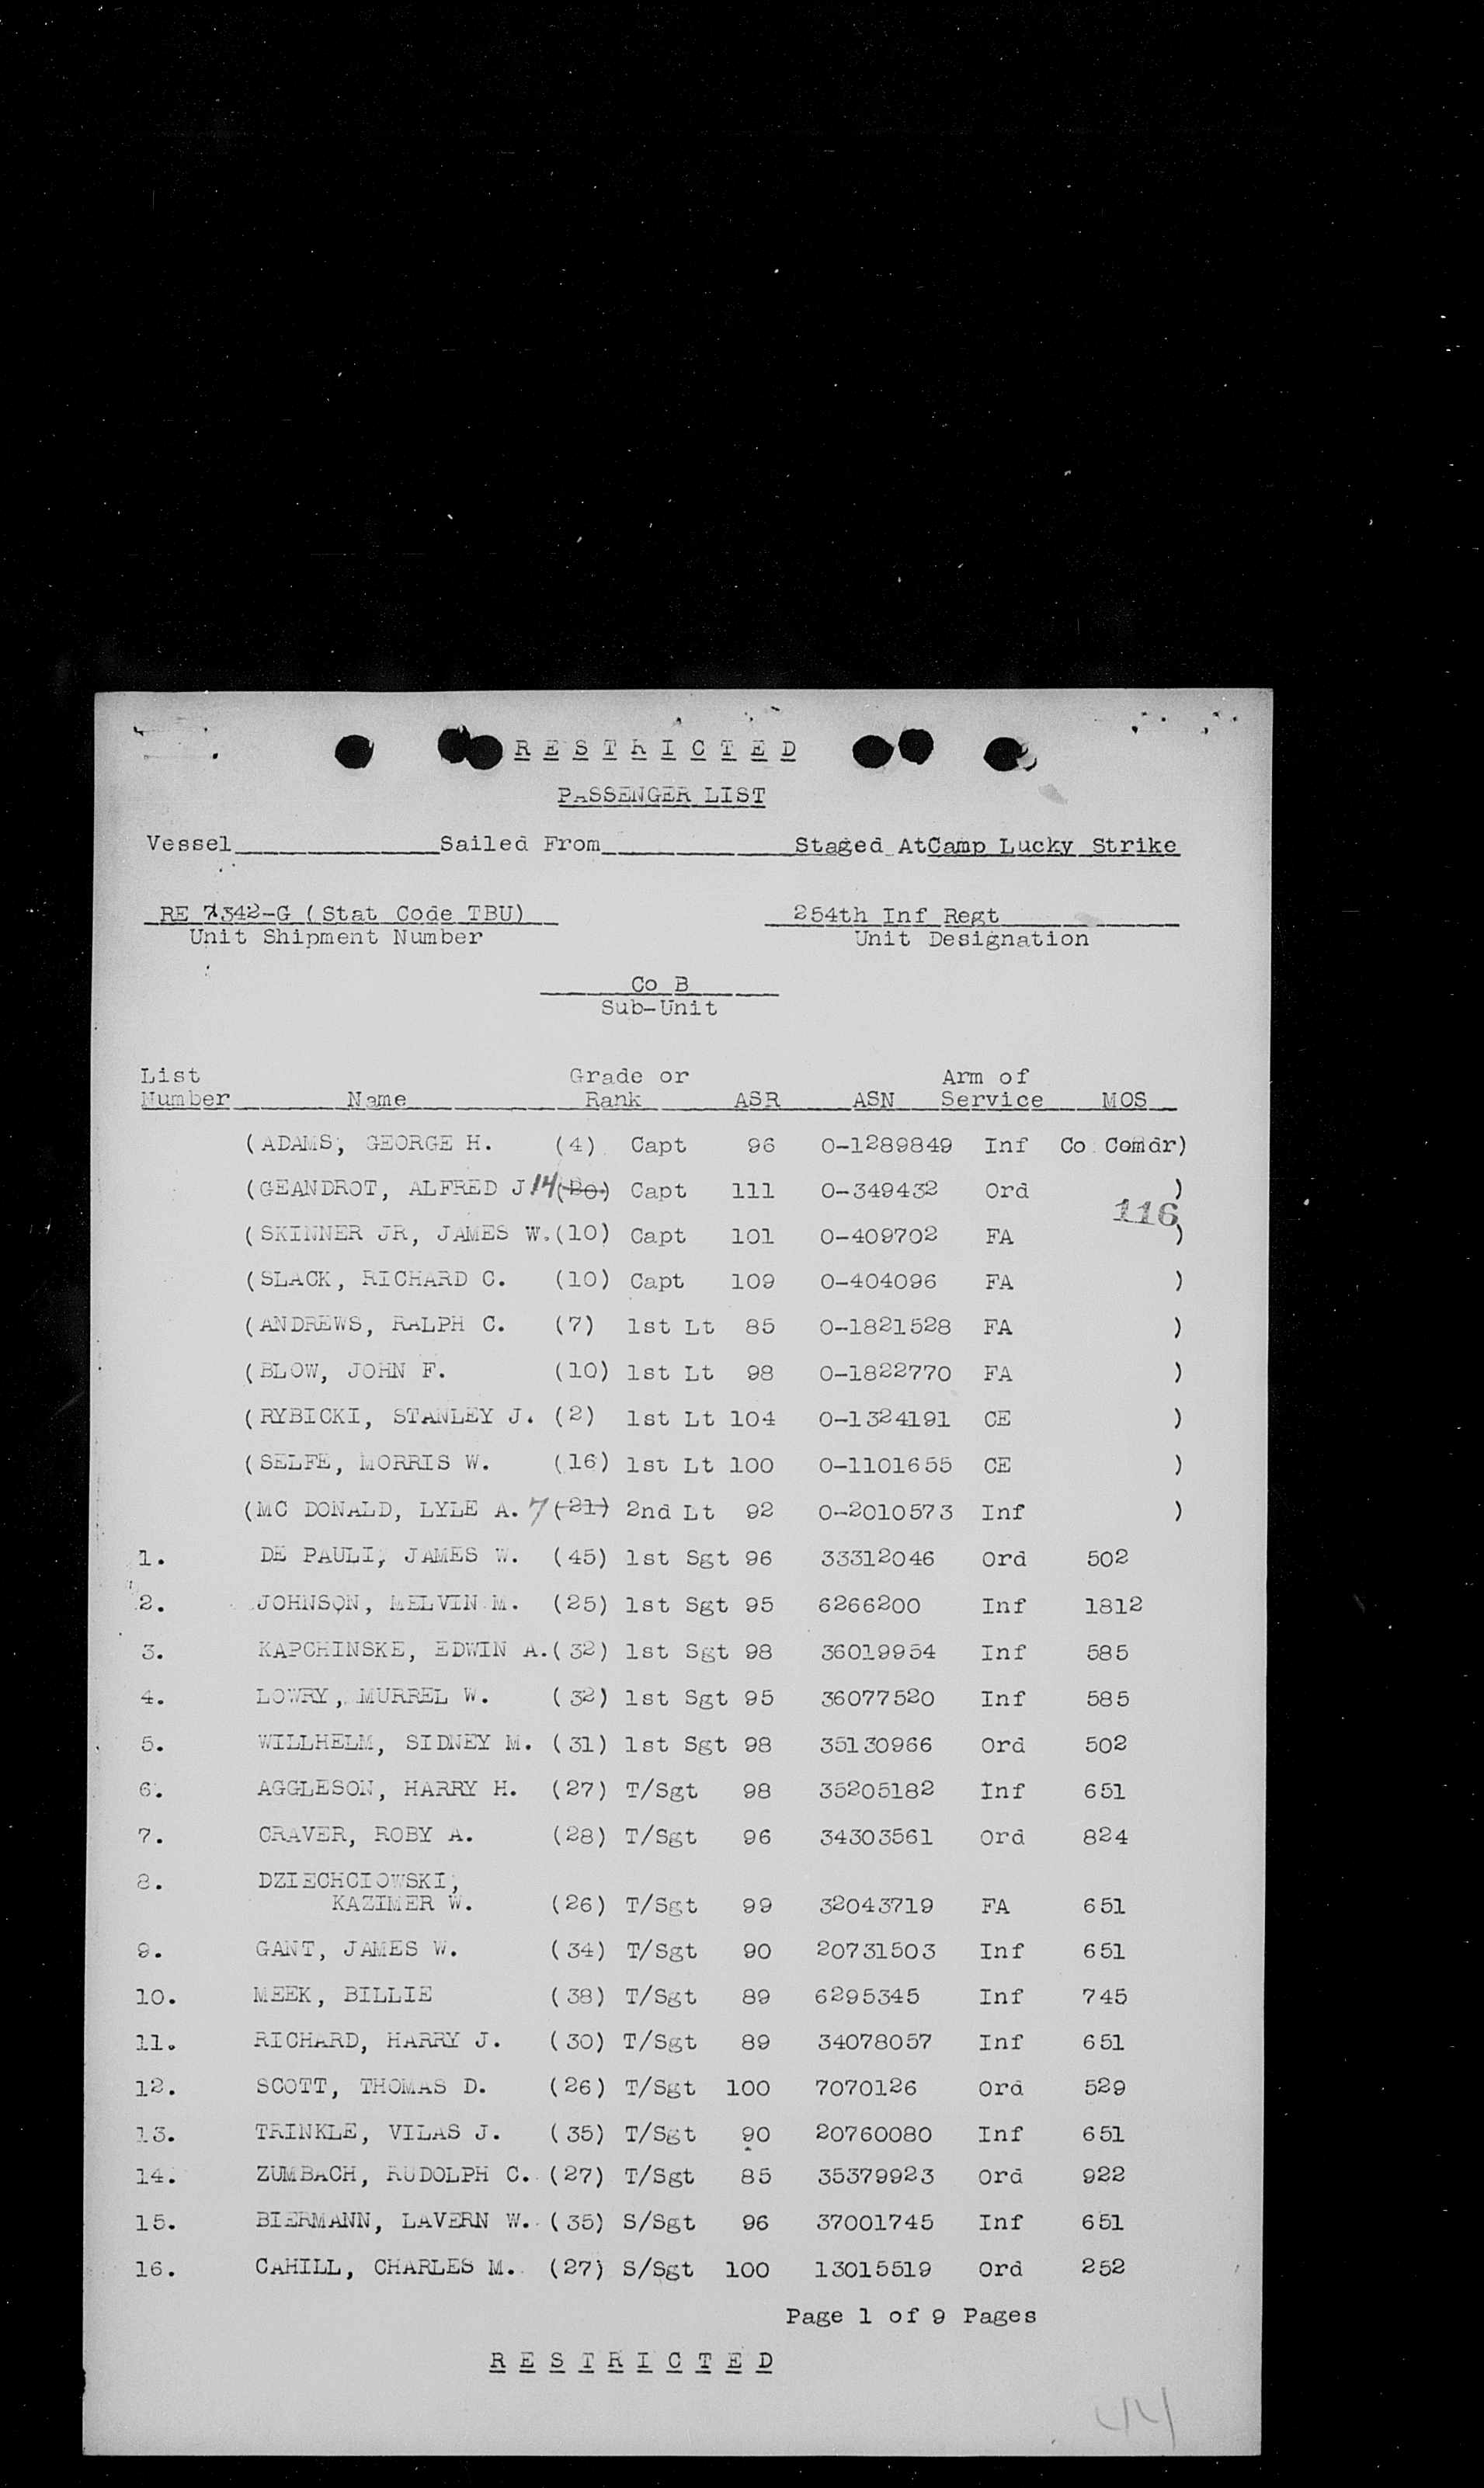 RESTRICTED
PASSENGER LIST
Vessel Sailed From Staged At Camp Lucky Strike
RE 7342-G (Stat Code TBU) 254th Inf Regt
Unit Shipment Number Unit Designation
Co B
Sub-Unit
List Grade or Arm of
Number Name Rank ASR ASN Service MOS
(ADAMS, GEORGE H. (4) Capt 96 O-1289849 Inf Co Comdr)
(GEANDROT, ALFRED J. 14 Capt 111 O-349432 Ord )
116
(SKINNER JR, JAMES W. (10) Capt 101 O-409702 FA )
(SLACK, RICHARD C. (10) Capt 109 O-404096 FA )
(ANDREWS, RALPH C. (7) 1st Lt 85 O-1821528 FA )
(BLOW, JOHN F. (10) 1st Lt 98 O-1822770 FA )
(RYBICKI, STANLEY J. (2) 1st Lt 104 O-1324191 CE )
(SELFE, MORRIS W. (16) 1st Lt 100 O-1101655 CE )
(MC DONALD, LYLE A. 7 (21) 2nd Lt 92 O-2010573 Inf )
1. DE PAULI, JAMES W. (45) 1st Sgt 96 33312046 Ord 502
2. JOHNSON, MELVIN M. (25) 1st Sgt 95 6266200 Inf 1812
3. KAPCHINSKE, EDWIN A. (32) 1st Sgt 98 36019954 Inf 585
4. LOWRY, MURREL W. (32) 1st Sgt 95 36077520 Inf 585
5. WILLHELM, SIDNEY M. (31) 1st Sgt 98 35130966 Ord 502
6. AGGLESON, HARRY H. (27) T/Sgt 98 35205182 Inf 651
7. CRAVER, ROBY A. (28) T/Sgt 96 34303561 Ord 824
8. DZIECHCIOWSKI,
KAZIMER W. (26) T/Sgt 99 32043719 FA 651
9. GANT, JAMES W. (34) T/Sgt 90 20731503 Inf 651
10. MEEK, BILLIE (38) T/Sgt 89 6295345 Inf 745
11. RICHARD, HARRY J. (30) T/Sgt 89 34078057 Inf 651
12. SCOTT, THOMAS D. (26) T/Sgt 100 7070126 Ord 529
13. TRINKLE, VILAS J. (35) T/Sgt 90 20760080 Inf 651
14. ZUMBACH, RUDOLPH C. (27) T/Sgt 85 35379923 Ord 922
15. BIERMANN, LAVERN W. (35) S/Sgt 96 37001745 Inf 651
16. CAHILL, CHARLES M. (27) S/Sgt 100 13015519 Ord 252
Page 1 of 9 Pages
RESTRICTED
44